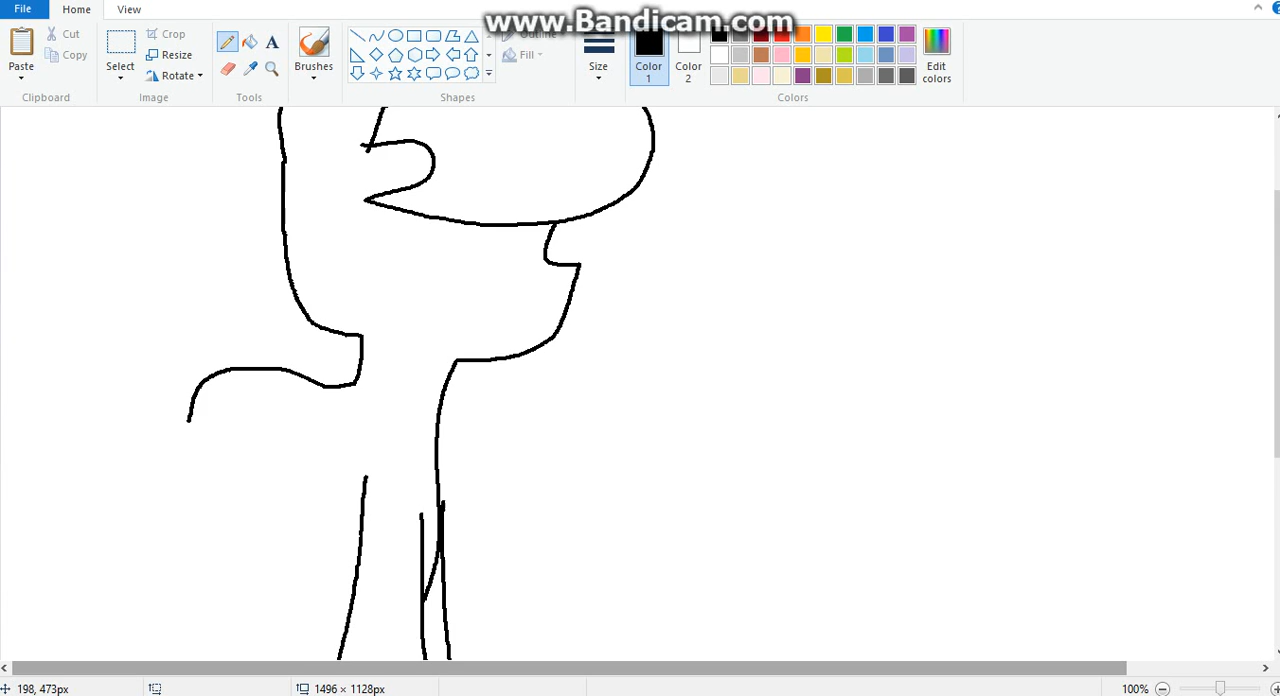 www.Bandicam.com
File
Home
View
Paste
Cut
Copy
Clipboard
Select
Crop
Resize
Rotate
Image
A
Tools
Brushes
Outline
Fill
Shapes
Size
Color
1
Color
2
Edit
colors
Colors
198, 473px
1496 × 1128px
100%